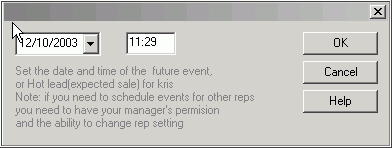 12/10/2003 11:29 OK
Cancel
Help
Set the date and time of the future event,
or Hot lead(expected sale) for kris
Note: if you need to schedule events for other reps
you need to have your manager's permision
and the ability to change rep setting